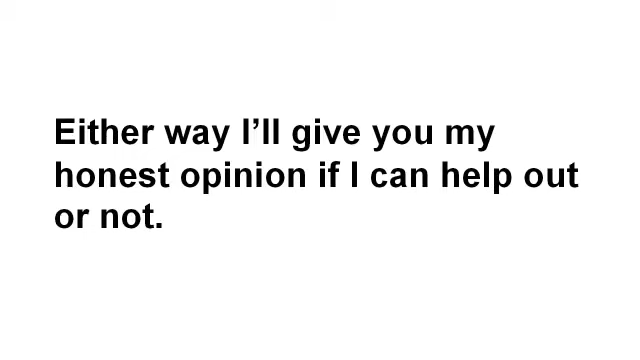 Either way I’ll give you my
honest opinion if I can help out
or not.